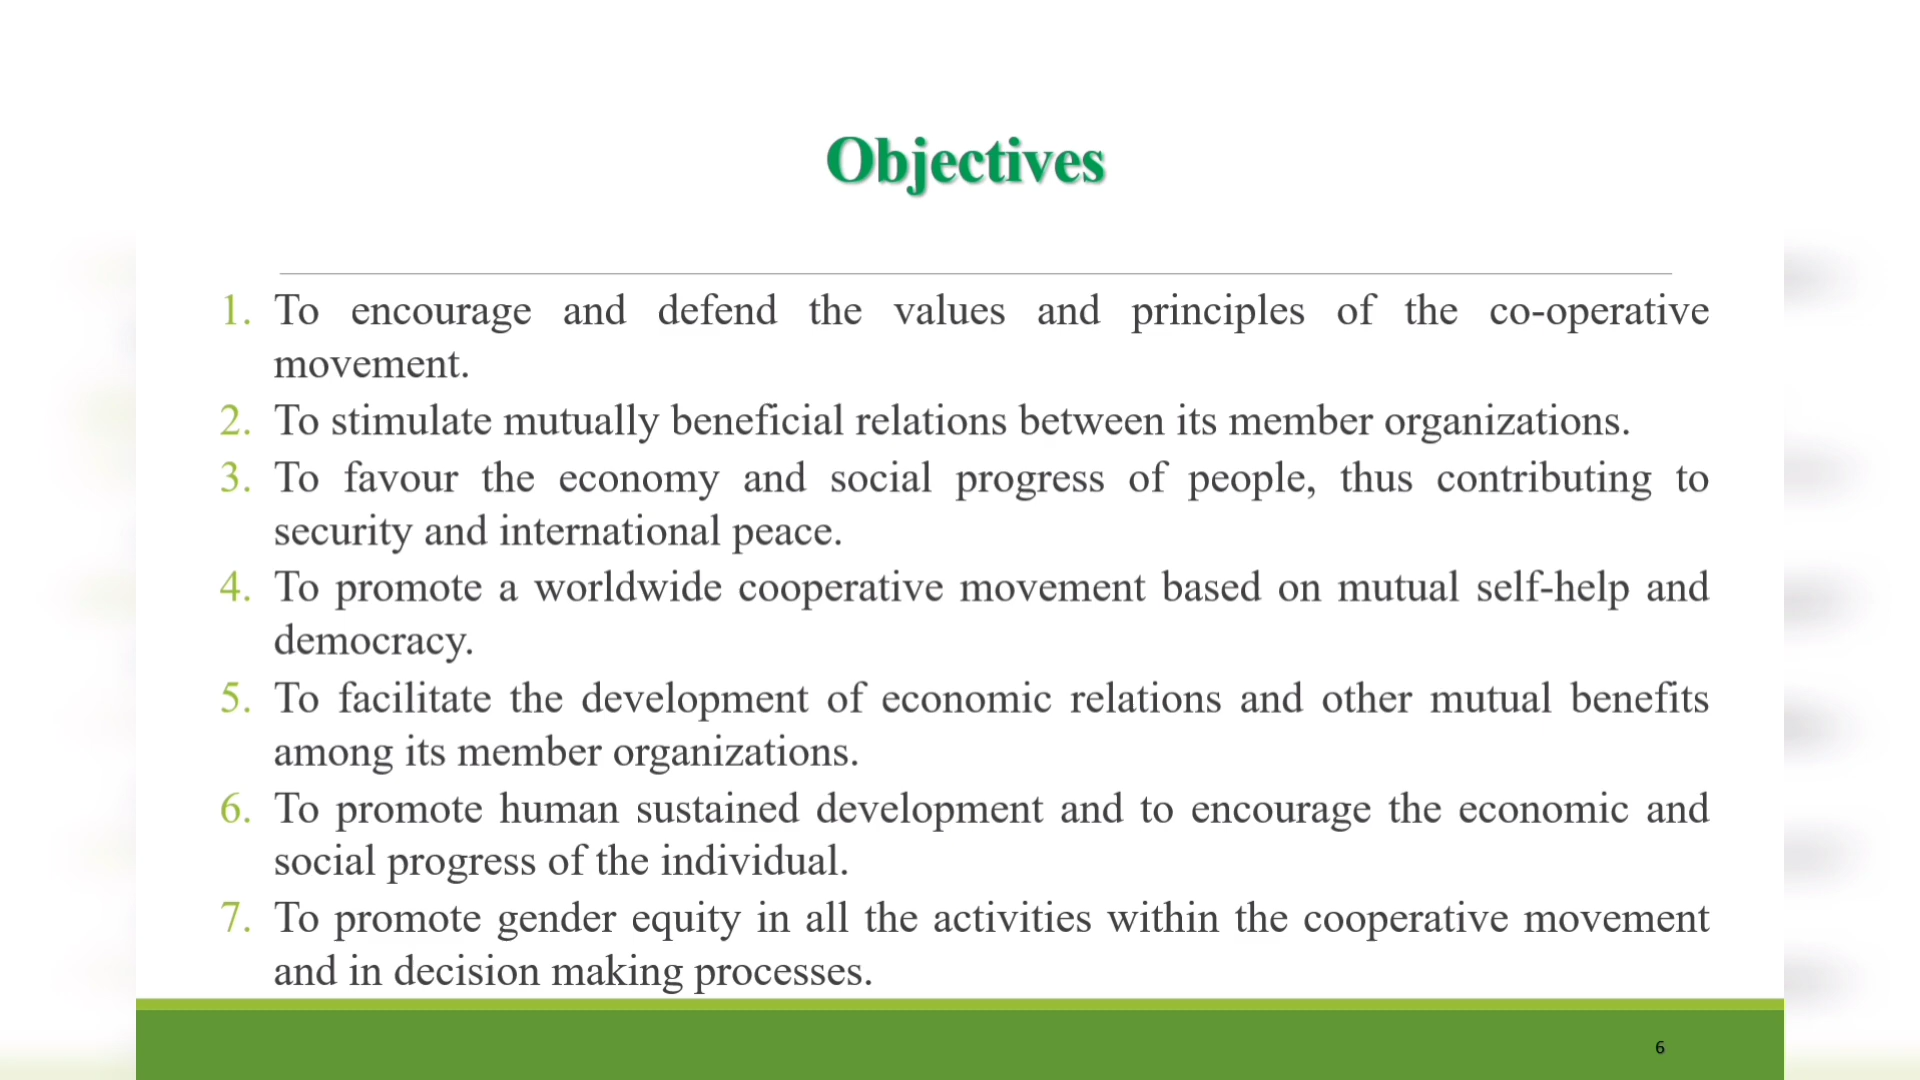 Objectives
1. To encourage and defend the values and principles of the co-operative
movement.
2. To stimulate mutually beneficial relations between its member organizations.
3. To favour the economy and social progress of people, thus contributing to
security and international peace.
4. To promote a worldwide cooperative movement based on mutual self-help and
democracy.
5. To facilitate the development of economic relations and other mutual benefits
among its member organizations.
6. To promote human sustained development and to encourage the economic and
social progress of the individual.
7. To promote gender equity in all the activities within the cooperative movement
and in decision making processes.
6